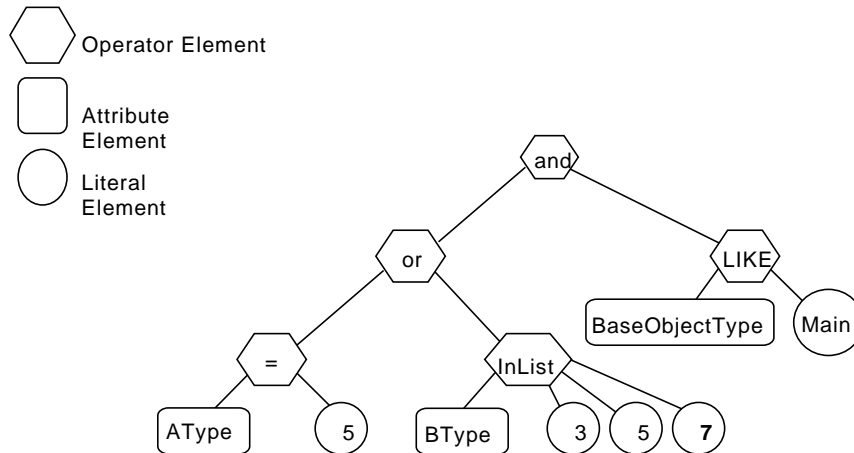 Operator Element
Attribute
Element
Literal
Element
and
or
LIKE
BaseObjectType
Main
=
InList
AType
5
BType
3
5
7